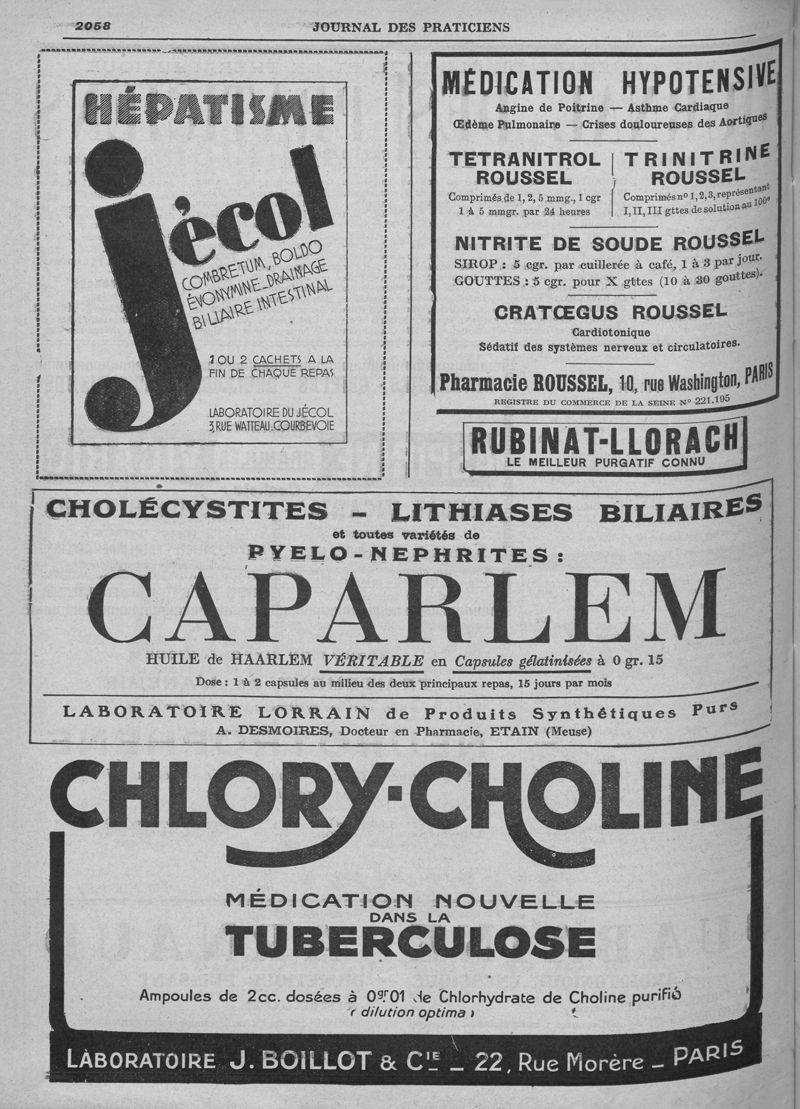 2058
JOURNAL DES PRATICIENS
HÉPATISME
jécol
COMBRETUM, BOLDO
ÉVONYMINE_DRAINAGE
BILIAIRE INTESTINAL
1 OU 2 CACHETS A LA
FIN DE CHAQUE REPAS
LABORATOIRE DU JÉCOL
3, RUE WATTEAU_COURBEVOIE
MÉDICATION HYPOTENSIVE
Angine de Poitrine — Asthme Cardiaque
Œdème Pulmonaire — Crises douloureuses des Aortiques
TETRANITROL
ROUSSEL
Comprimés de 1, 2, 5 mmg., 1 cgr
1 à 5 mmgr. par 24 heures
TRINITRINE
ROUSSEL
Comprimés nº 1, 2, 3, représentant
I, II, III gttes de solution au 100e
NITRITE DE SOUDE ROUSSEL
SIROP : 5 cgr. par cuillerée à café, 1 à 3 par jour.
GOUTTES : 5 cgr. pour X gttes (10 à 30 gouttes).
CRATŒGUS ROUSSEL
Cardiotonique
Sédatif des systèmes nerveux et circulatoires.
Pharmacie ROUSSEL, 10, rue Washington, PARIS
REGISTRE DU COMMERCE DE LA SEINE Nº 221.195
RUBINAT-LLORACH
LE MEILLEUR PURGATIF CONNU
CHOLÉCYSTITES - LITHIASES BILIAIRES
et toutes variétés de
PYELO-NEPHRITES :
CAPARLEM
HUILE de HAARLEM VÉRITABLE en Capsules gélatinisées à 0 gr. 15
Dose : 1 à 2 capsules au milieu des deux principaux repas, 15 jours par mois
LABORATOIRE LORRAIN de Produits Synthétiques Purs
A. DESMOIRES, Docteur en Pharmacie, ETAIN (Meuse)
CHLORY-CHOLINE
MÉDICATION NOUVELLE
DANS LA
TUBERCULOSE
Ampoules de 2cc. dosées à 0gr01 de Chlorhydrate de Choline purifié
( dilution optima )
LABORATOIRE J. BOILLOT & CIE _ 22, Rue Morère _ PARIS